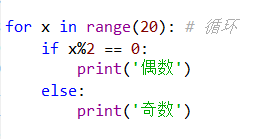 for x in range(20): # 循环
    if x%2 == 0:
        print('偶数')
    else:
        print('奇数')